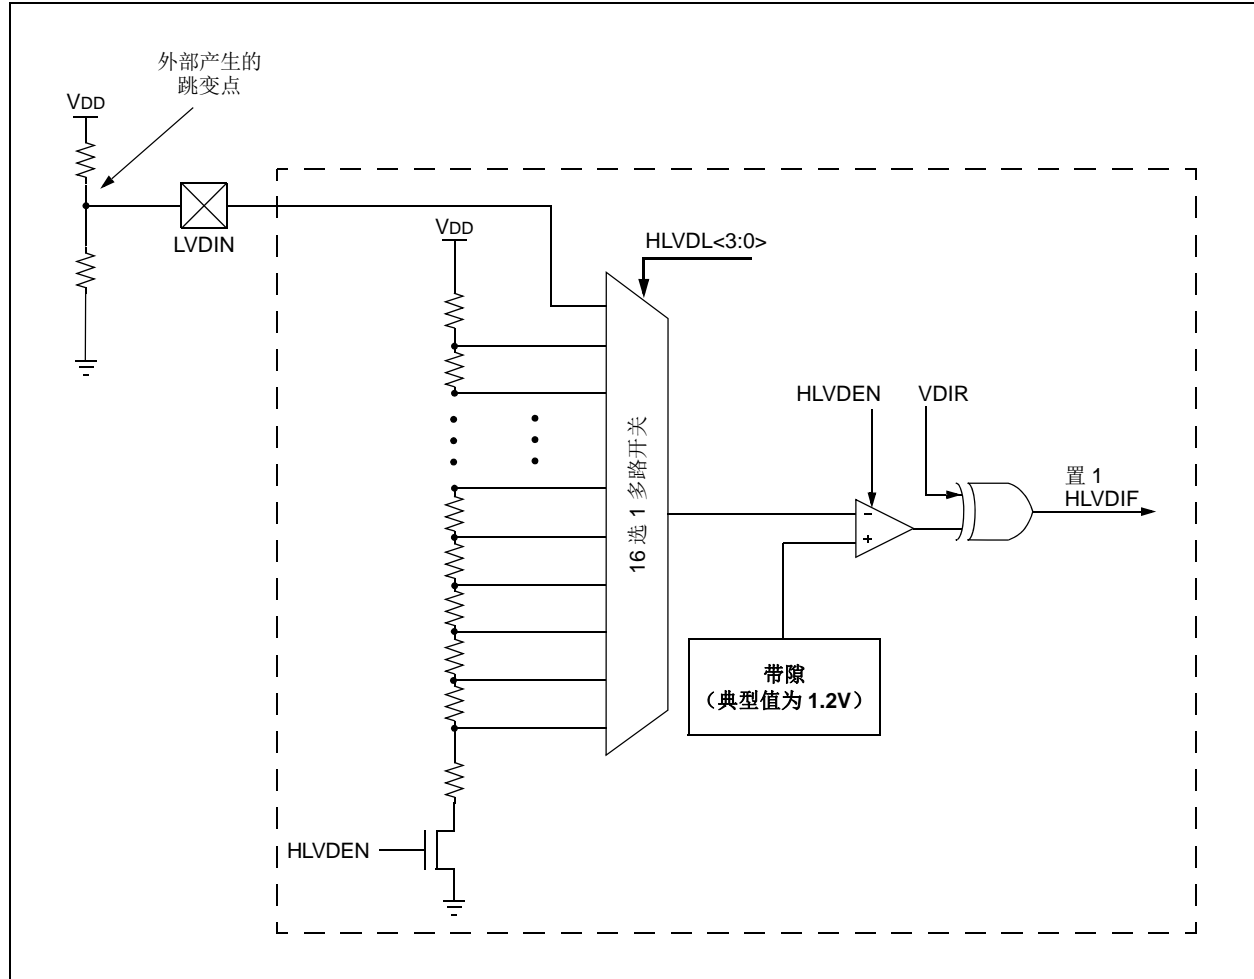 外部产生的
跳变点
VDD
LVDIN
VDD
HLVDL<3:0>
16 选 1 多路开关
HLVDEN
VDIR
置 1
HLVDIF
-
+
带隙
（典型值为 1.2V）
HLVDEN